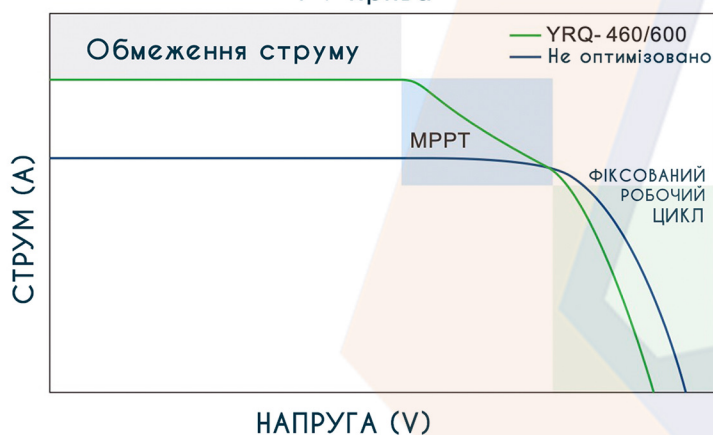 Обмеження струму
YRQ- 460/600
Не оптимізовано
MPPT
ФІКСОВАНИЙ
РОБОЧИЙ
ЦИКЛ
СТРУМ (A)
НАПРУГА (V)